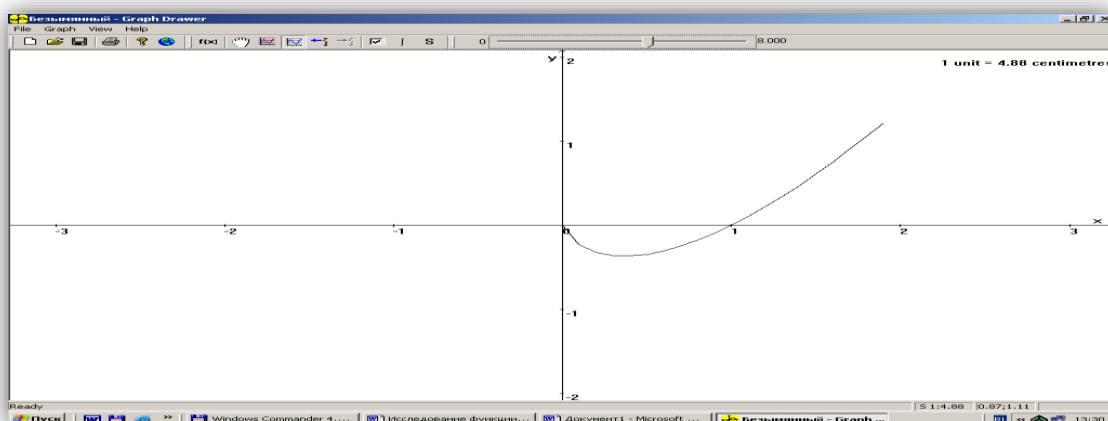 Безымянный - Graph Drawer
File Graph View Help
f(x) ∫ S 0 8.000
y 2
1 unit = 4.88 centimetres
1
x
-3 -2 -1 0 1 2 3
-1
-2
Ready S 1:4.88 0.87;1.11
Пуск » Windows Commander 4.... Исследование функции... Документ1 - Microsoft ... Безымянный - Graph ... « 13:30